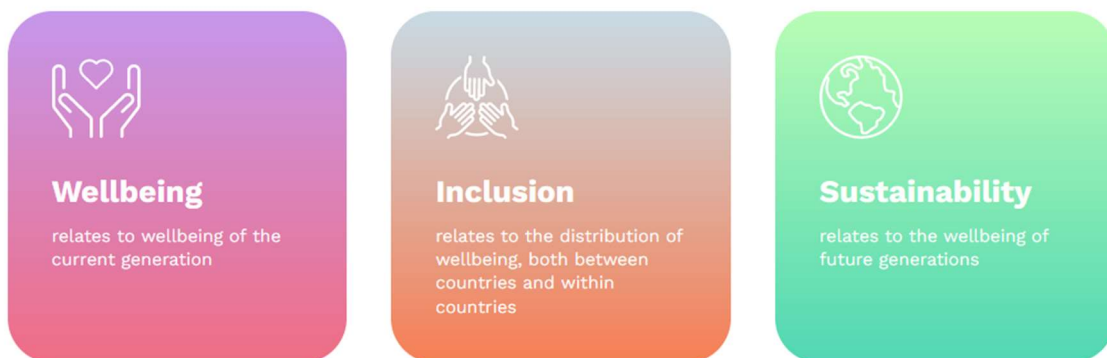 Wellbeing
relates to wellbeing of the
current generation
Inclusion
relates to the distribution of
wellbeing, both between
countries and within
countries
Sustainability
relates to the wellbeing of
future generations